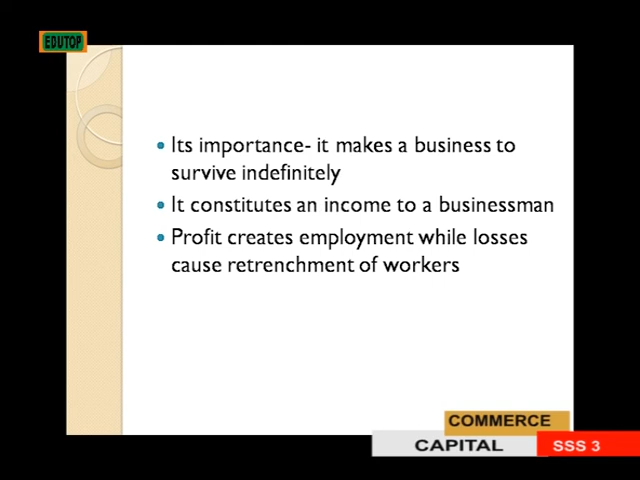 EDUTOP
Its importance- it makes a business to
survive indefinitely
It constitutes an income to a businessman
Profit creates employment while losses
cause retrenchment of workers
COMMERCE
CAPITAL
SSS 3